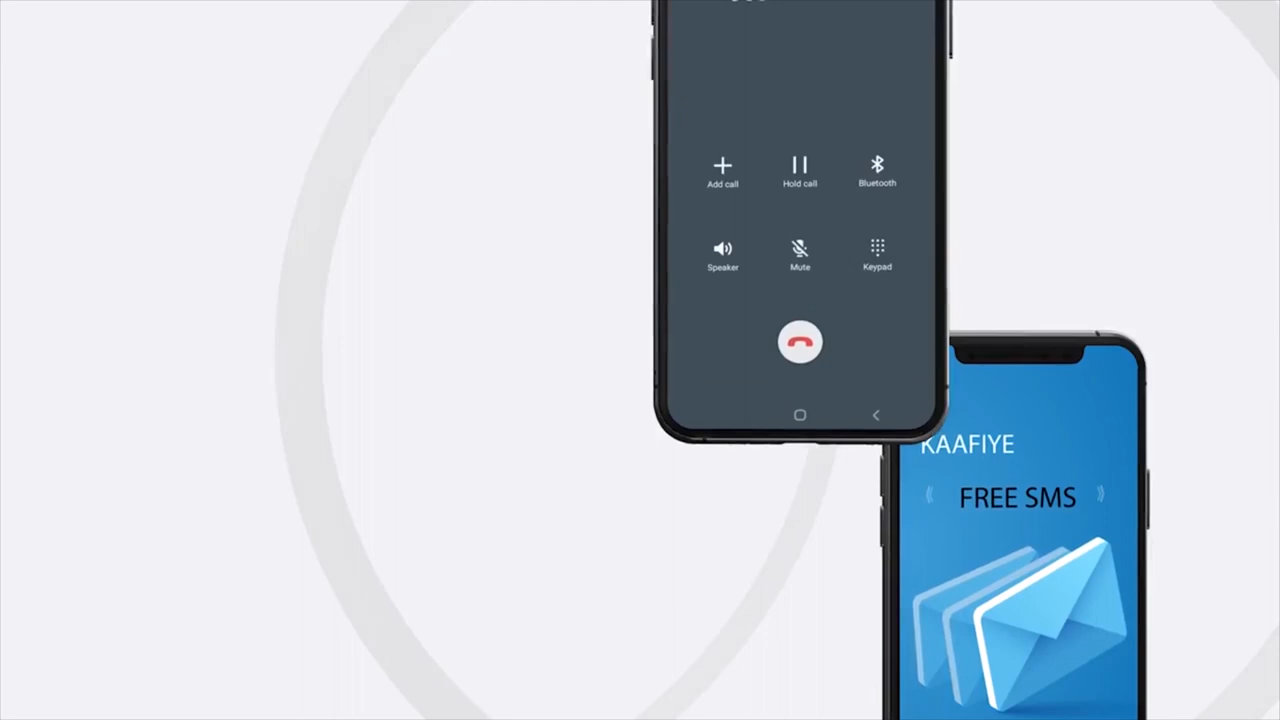 Add call
Hold call
Bluetooth
Speaker
Mute
Keypad
KAAFIYE
FREE SMS